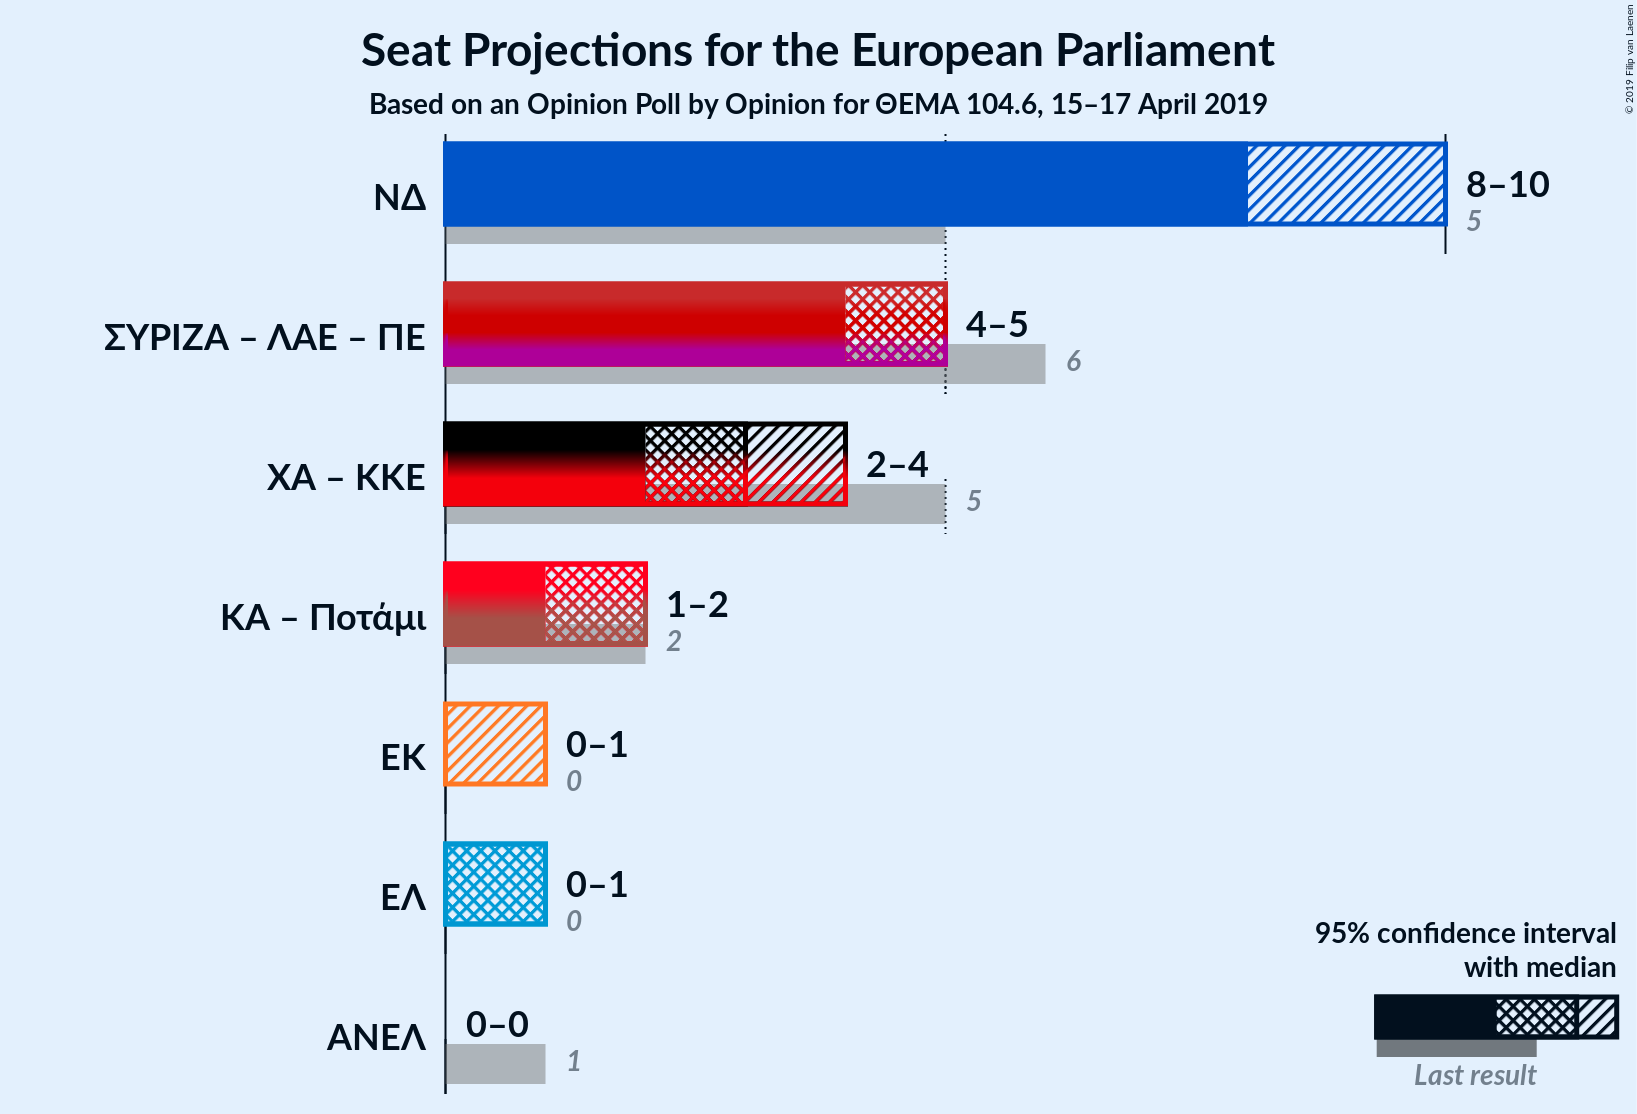 Seat Projections for the European Parliament
Based on an Opinion Poll by Opinion for ΘΕΜΑ 104.6, 15–17 April 2019
© 2019 Filip van Laenen
ΝΔ
8–10
5
ΣΥΡΙΖΑ – ΛΑΕ – ΠΕ
4–5
6
ΧΑ – ΚΚΕ
2–4
5
ΚΑ – Ποτάμι
1–2
2
ΕΚ
0–1
0
ΕΛ
0–1
0
ΑΝΕΛ
0–0
1
95% confidence interval
with median
Last result